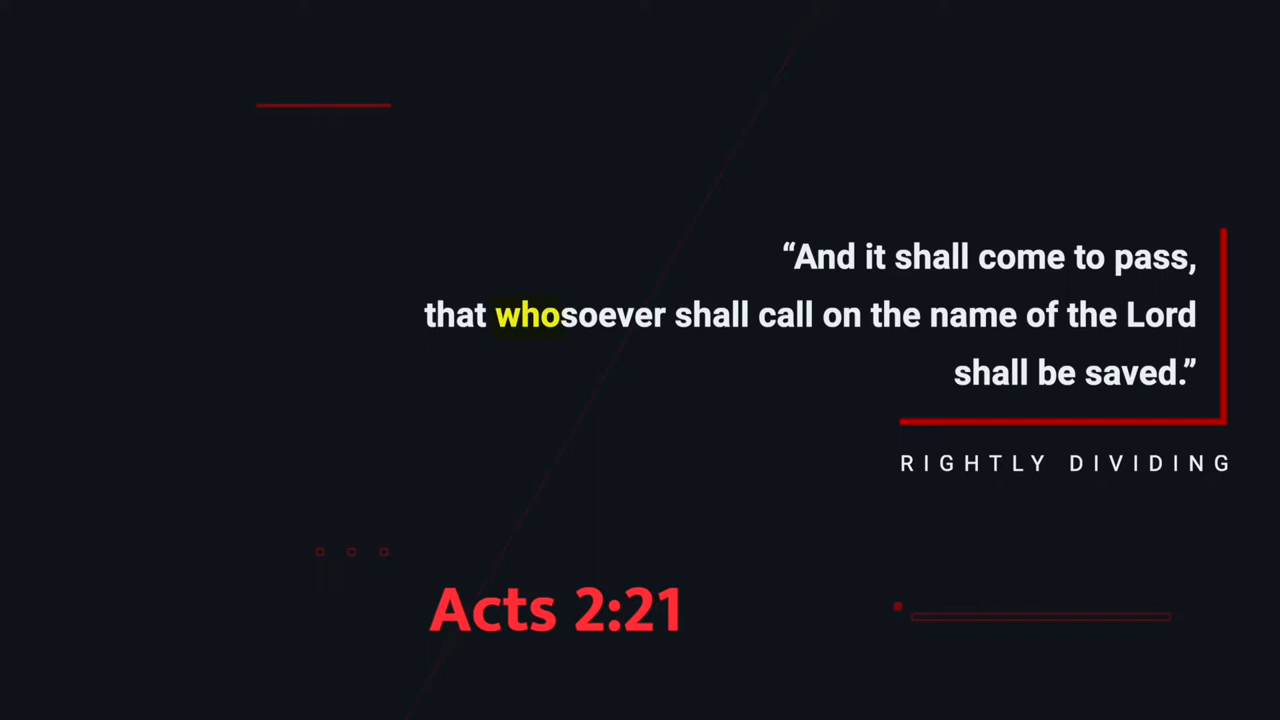 “And it shall come to pass,
that whosoever shall call on the name of the Lord
shall be saved.”
RIGHTLY DIVIDING
Acts 2:21